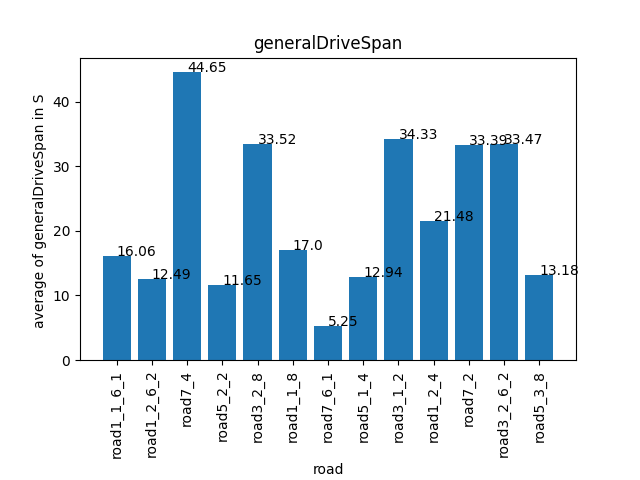 generalDriveSpan
average of generalDriveSpan in S
40
30
20
10
0
16.06
12.49
44.65
11.65
33.52
17.0
5.25
12.94
34.33
21.48
33.39
33.47
13.18
road1_1_6_1
road1_2_6_2
road7_4
road5_2_2
road3_2_8
road1_1_8
road7_6_1
road5_1_4
road3_1_2
road1_2_4
road7_2
road3_2_6_2
road5_3_8
road